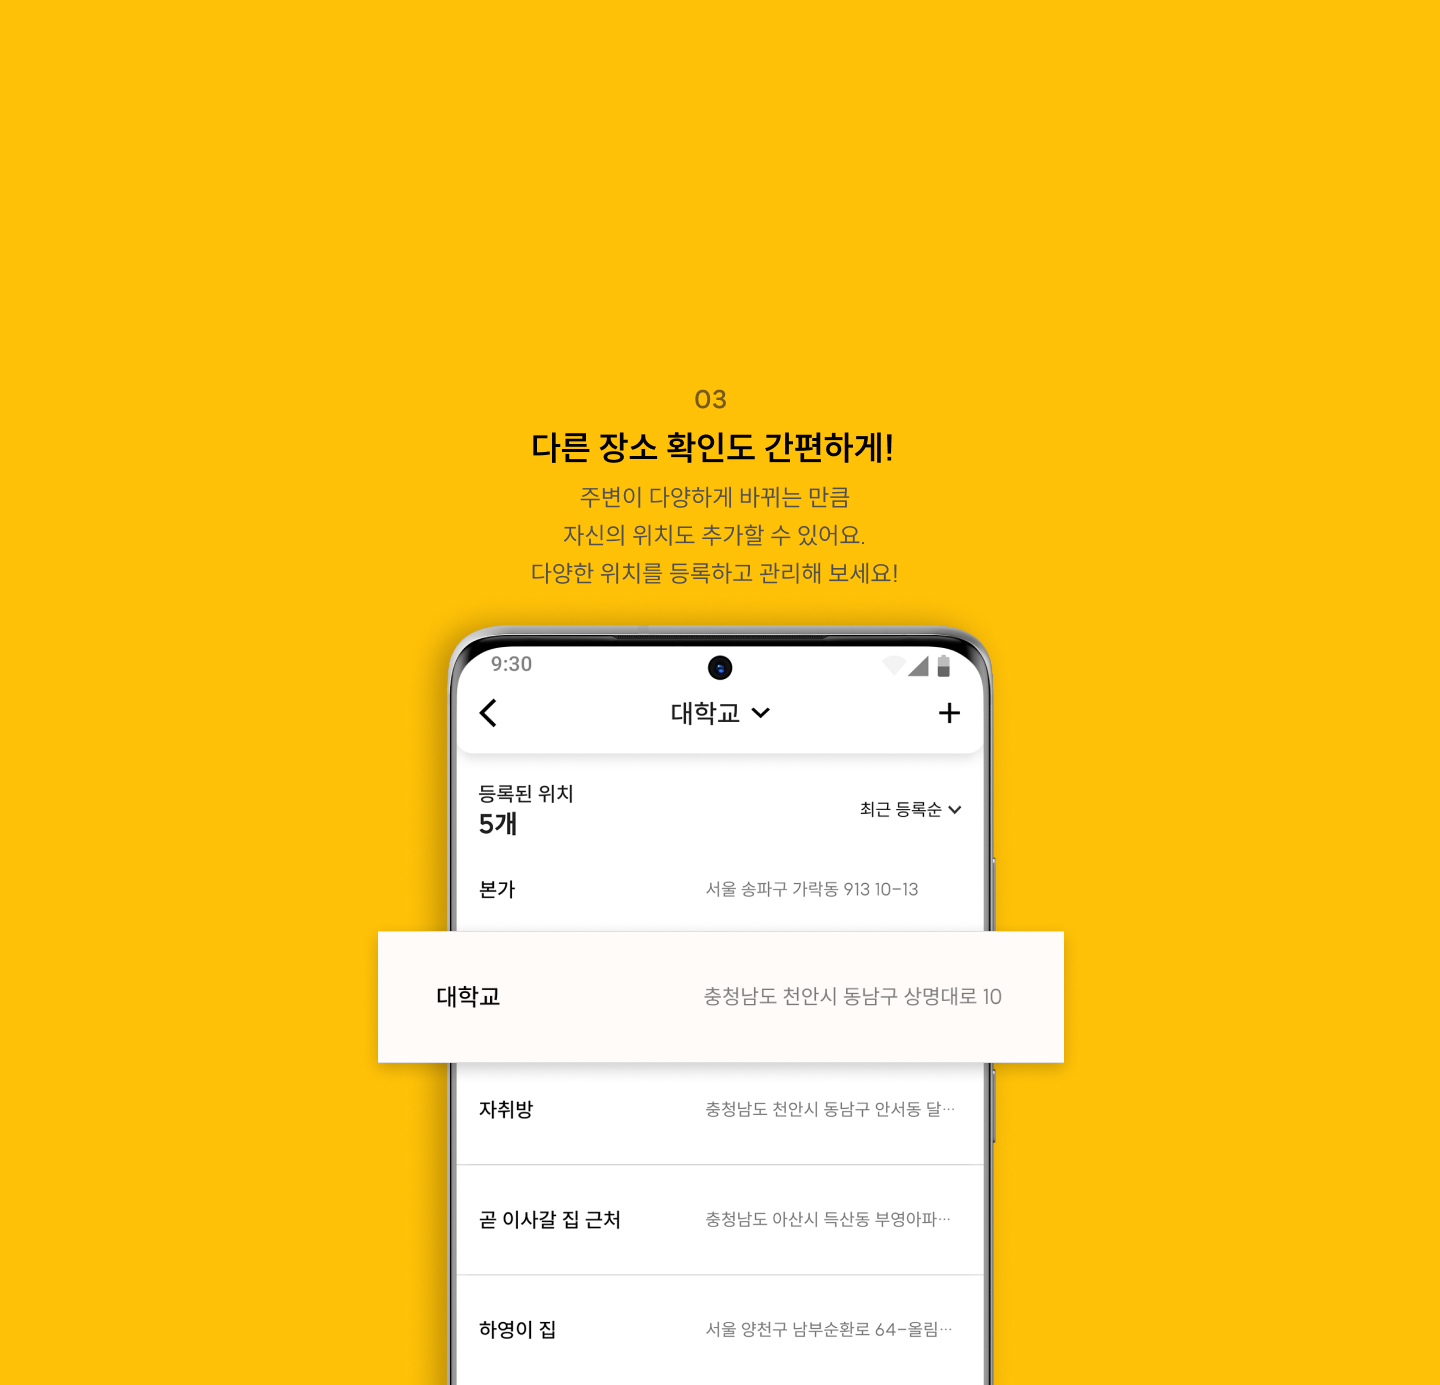 03
다른 장소 확인도 간편하게!
주변이 다양하게 바뀌는 만큼
자신의 위치도 추가할 수 있어요.
다양한 위치를 등록하고 관리해 보세요!
9:30
대학교
등록된 위치
5개
최근 등록순
본가 서울 송파구 가락동 913 10-13
대학교 충청남도 천안시 동남구 상명대로 10
자취방 충청남도 천안시 동남구 안서동 달…
곧 이사갈 집 근처 충청남도 아산시 득산동 부영아파…
하영이 집 서울 양천구 남부순환로 64-올림…